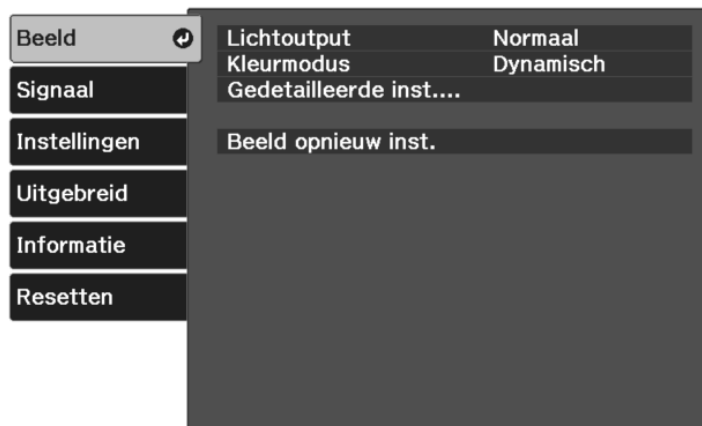 Beeld
Signaal
Instellingen
Uitgebreid
Informatie
Resetten
Lichtoutput Normaal
Kleurmodus Dynamisch
Gedetailleerde inst....
Beeld opnieuw inst.